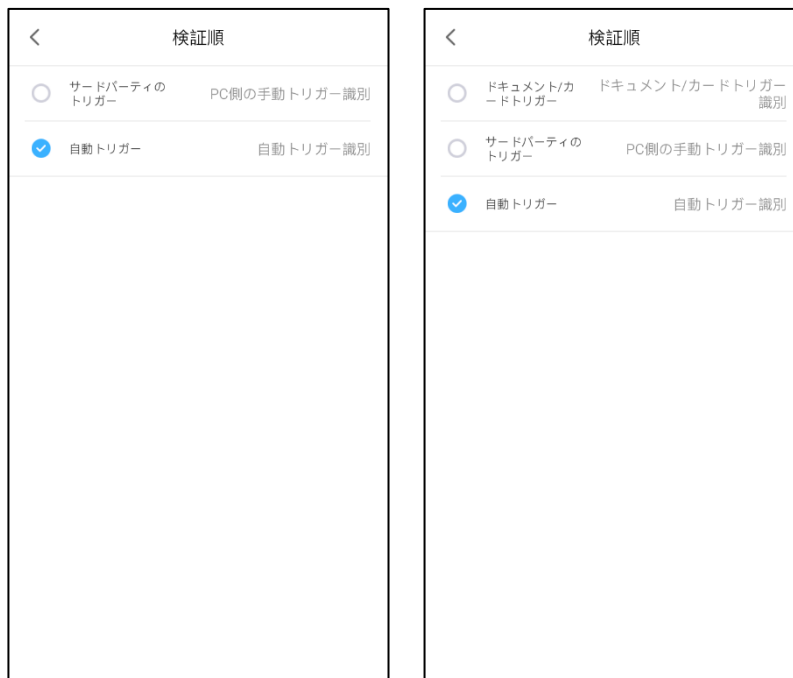 検証順
サードパーティの
トリガー
PC側の手動トリガー識別
自動トリガー
自動トリガー識別
検証順
ドキュメント/カ
ードトリガー
ドキュメント/カードトリガー
識別
サードパーティの
トリガー
PC側の手動トリガー識別
自動トリガー
自動トリガー識別